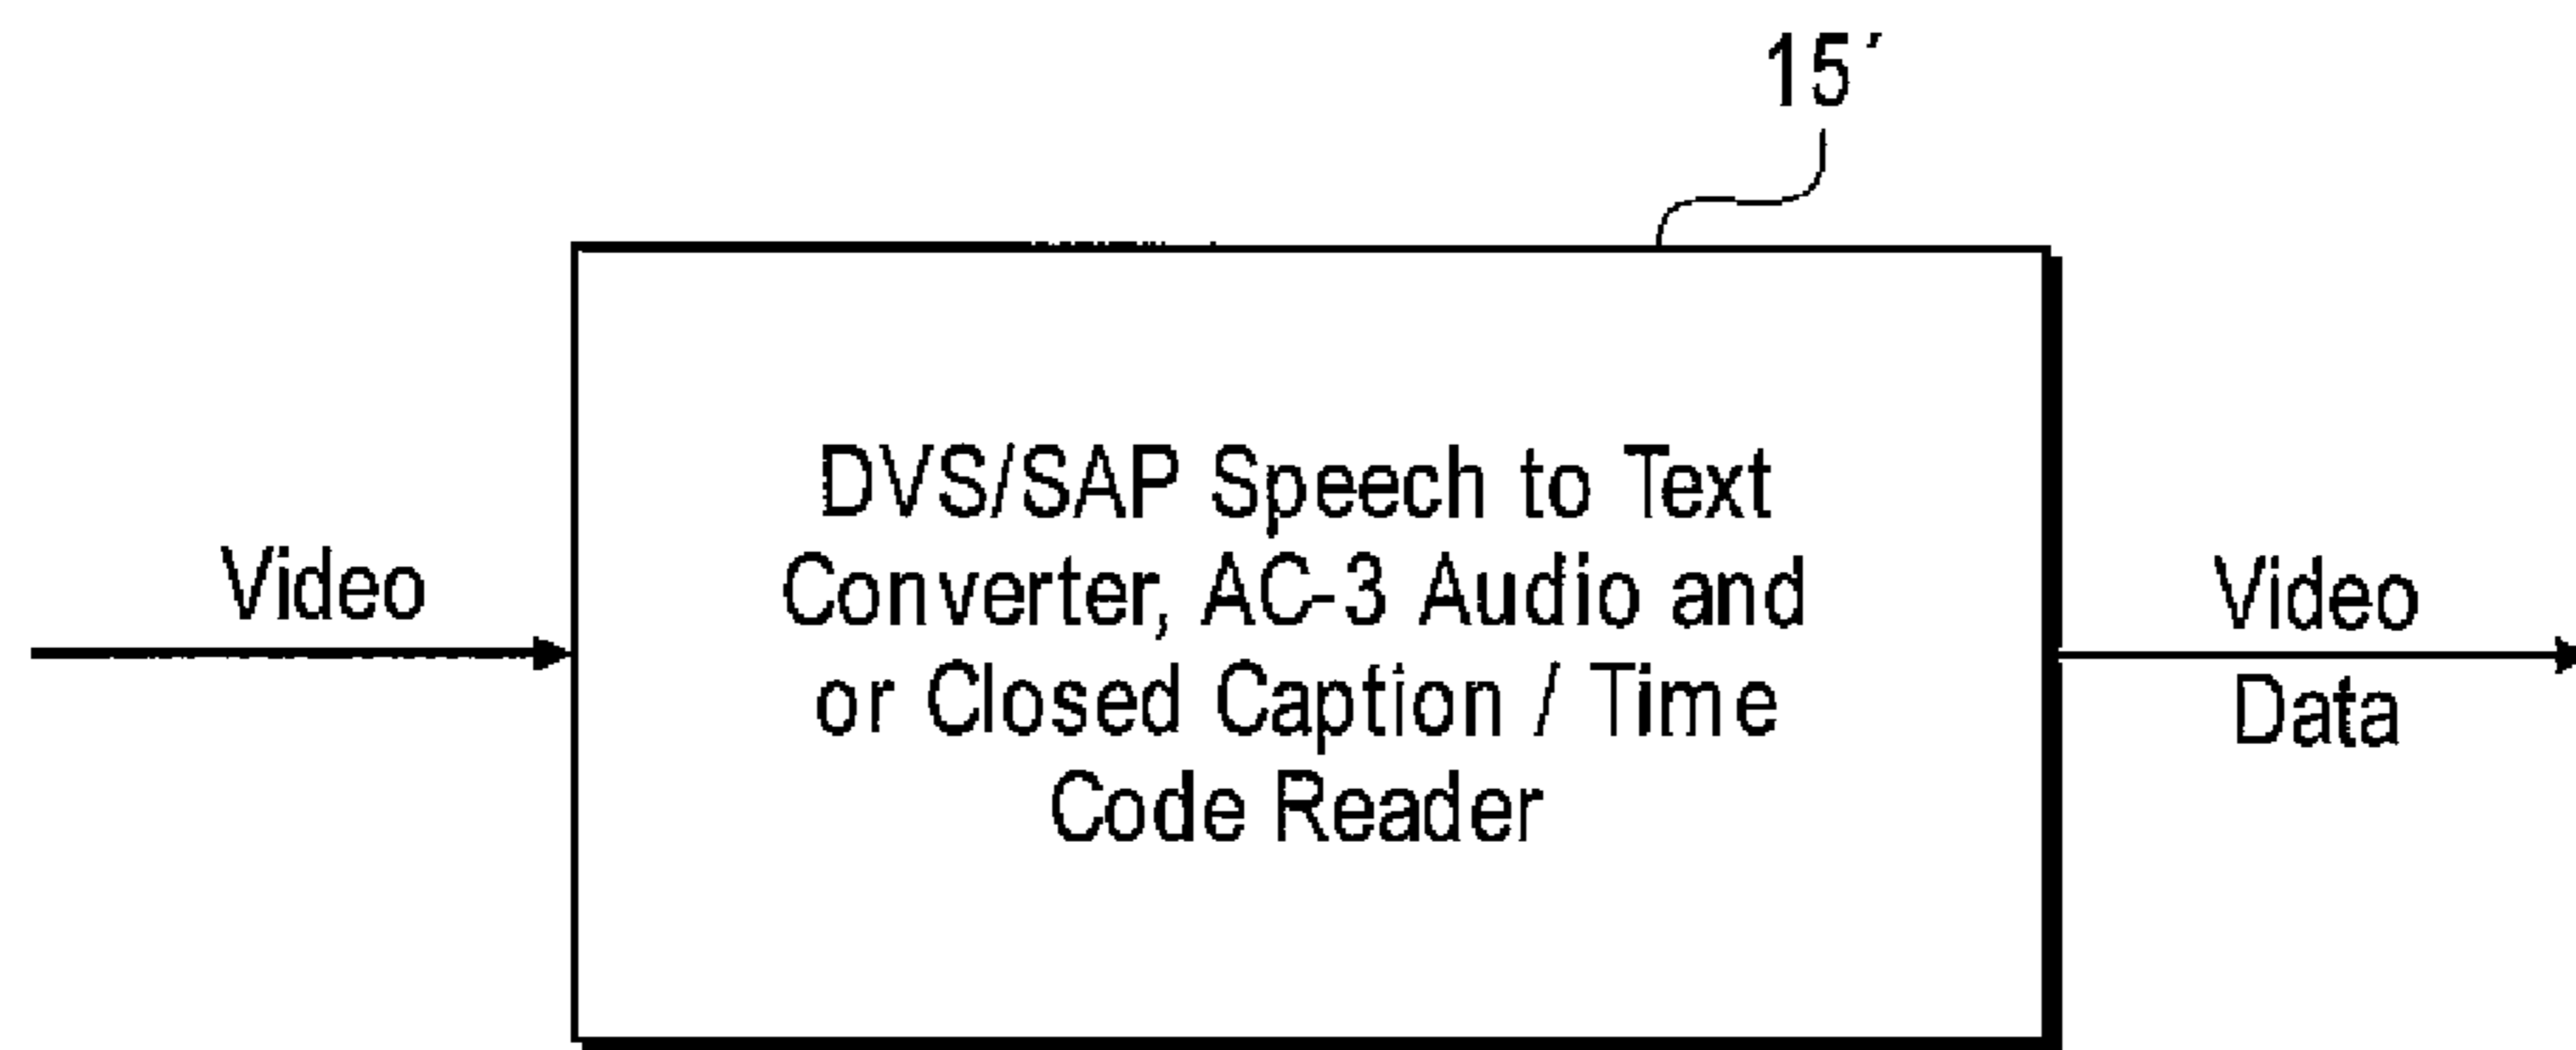 15´
Video
DVS/SAP Speech to Text
Converter, AC-3 Audio and
or Closed Caption / Time
Code Reader
Video
Data